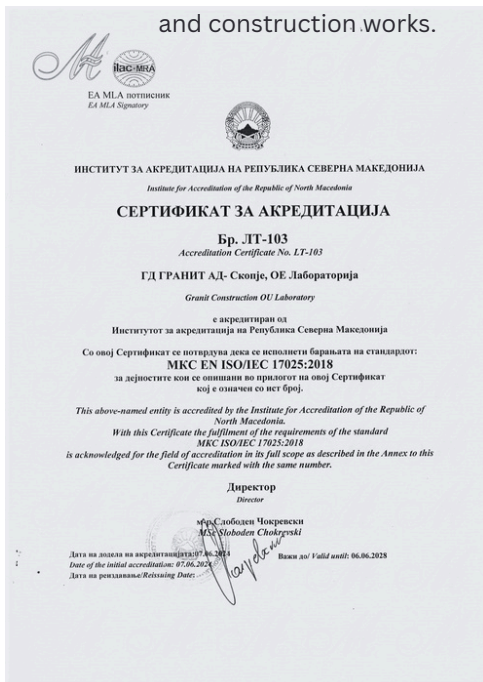 and construction works.
ilac-MRA
ЕА MLA потписник
EA MLA Signatory
ИНСТИТУТ ЗА АКРЕДИТАЦИЈА НА РЕПУБЛИКА СЕВЕРНА МАКЕДОНИЈА
Institute for Accreditation of the Republic of North Macedonia
СЕРТИФИКАТ ЗА АКРЕДИТАЦИЈА
Бр. ЛТ-103
Accreditation Certificate No. LT-103
ГД ГРАНИТ АД- Скопје, ОЕ Лабораторија
Granit Construction OU Laboratory
е акредитиран од
Институтот за акредитација на Република Северна Македонија
Со овој Сертификат се потврдува дека се исполнети барањата на стандардот:
МКС EN ISO/IEC 17025:2018
за дејностите кои се опишани во прилогот на овој Сертификат
кој е означен со ист број.
This above-named entity is accredited by the Institute for Accreditation of the Republic of
North Macedonia.
With this Certificate the fulfilment of the requirements of the standard
МКС ISO/IEC 17025:2018
is acknowledged for the field of accreditation in its full scope as described in the Annex to this
Certificate marked with the same number.
Директор
Director
м-р Слободен Чокревски
MSc Sloboden Chokrevski
Дата на додела на акредитацијата:07.06.2024
Важи до/ Valid until: 06.06.2028
Date of the initial accreditation: 07.06.2024
Дата на реиздавање/Reissuing Date: